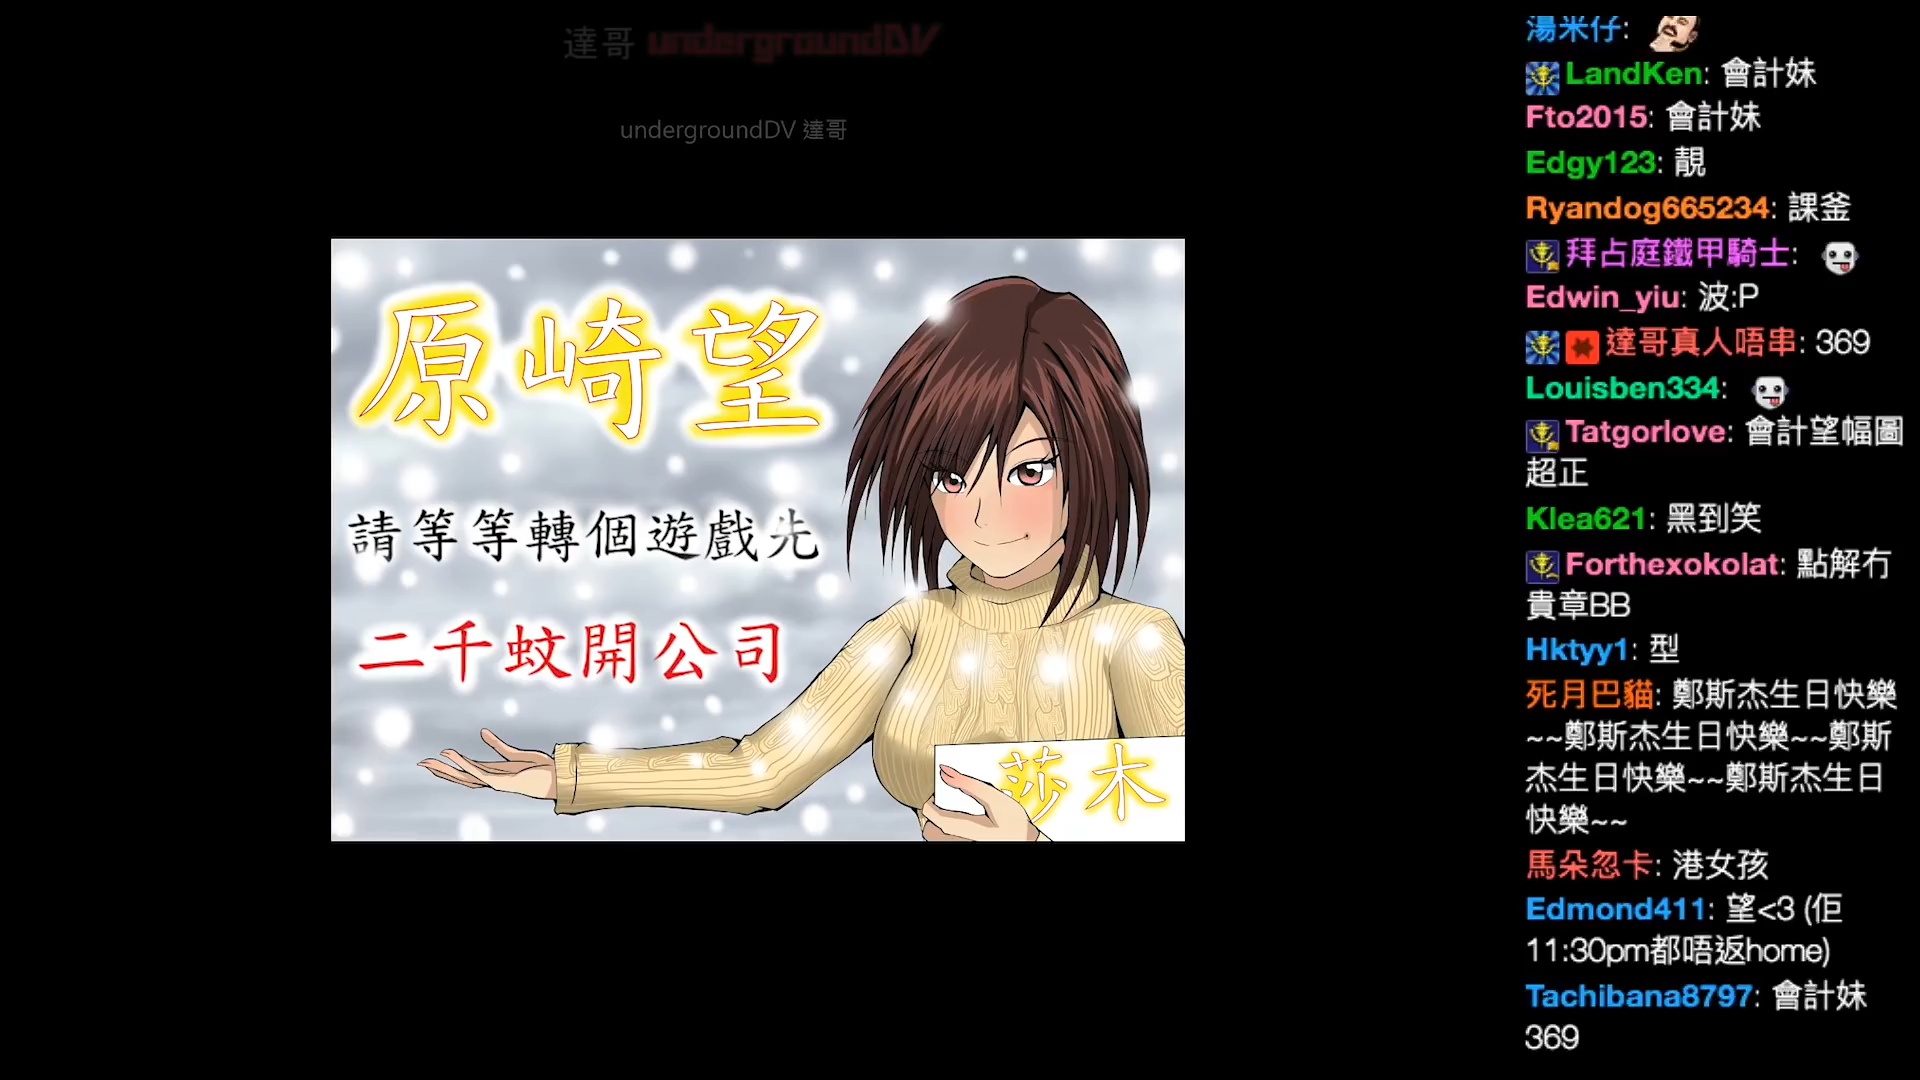 達哥 undergroundDV
undergroundDV 達哥
原崎望
請等等轉個遊戲先
二千蚊開公司
莎木
湯米仔:
LandKen: 會計妹
Fto2015: 會計妹
Edgy123: 靚
Ryandog665234: 課釜
拜占庭鐵甲騎士:
Edwin_yiu: 波:P
達哥真人唔串: 369
Louisben334:
Tatgorlove: 會計望幅圖
超正
Klea621: 黑到笑
Forthexokolat: 點解冇
貴章BB
Hktyy1: 型
死月巴貓: 鄭斯杰生日快樂
~~鄭斯杰生日快樂~~鄭斯
杰生日快樂~~鄭斯杰生日
快樂~~
馬朵忽卡: 港女孩
Edmond411: 望<3 (佢
11:30pm都唔返home)
Tachibana8797: 會計妹
369